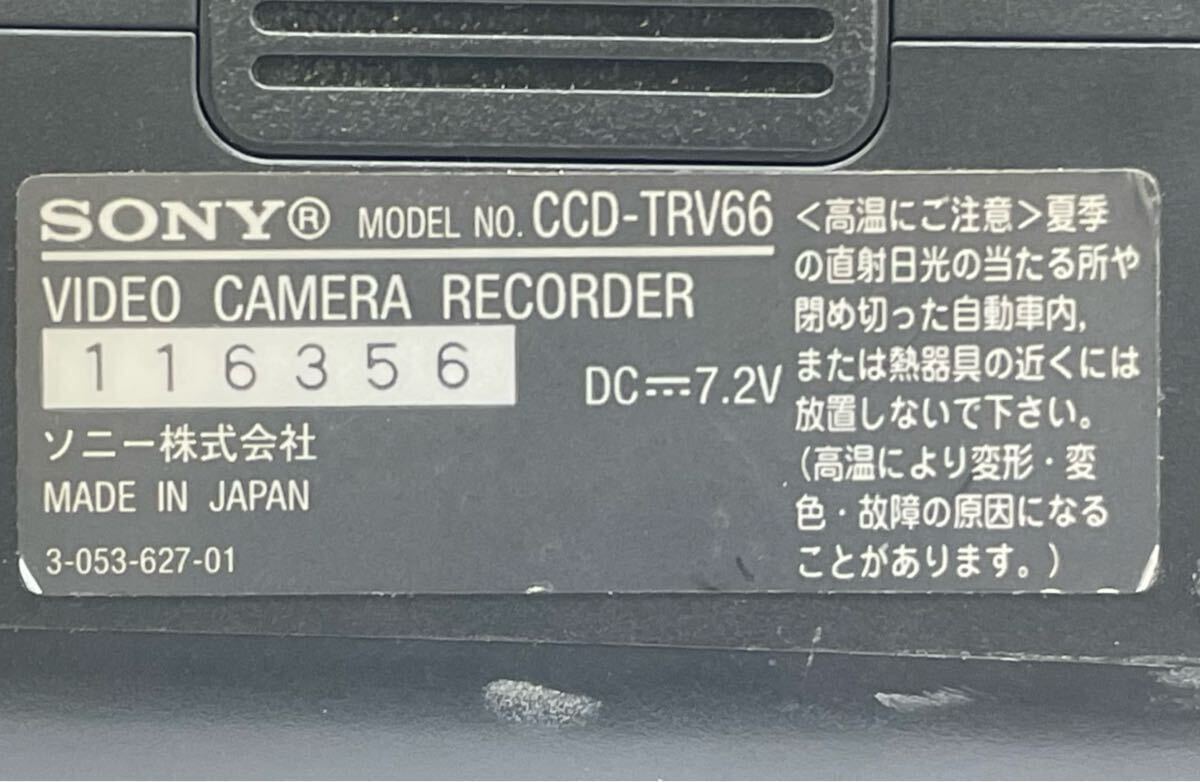 SONY® MODEL NO. CCD-TRV66
VIDEO CAMERA RECORDER
116356
DC⎓7.2V
ソニー株式会社
MADE IN JAPAN
3-053-627-01
<高温にご注意>夏季
の直射日光の当たる所や
閉め切った自動車内,
または熱器具の近くには
放置しないで下さい。
(高温により変形・変
色・故障の原因になる
ことがあります。)